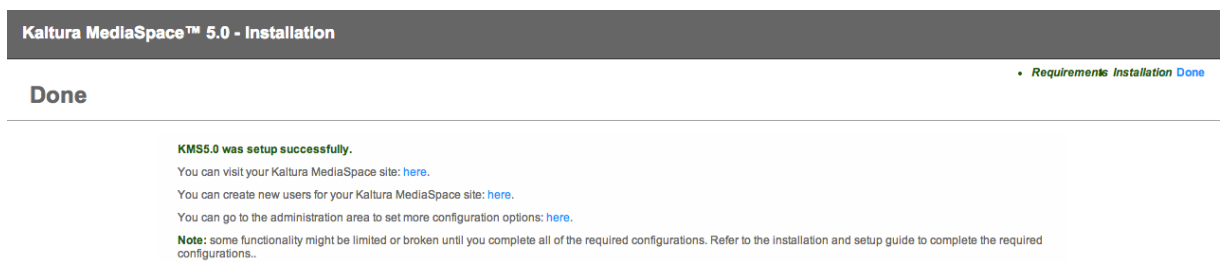 Kaltura MediaSpace™ 5.0 - Installation
• Requirements Installation Done
Done
KMS5.0 was setup successfully.
You can visit your Kaltura MediaSpace site: here.
You can create new users for your Kaltura MediaSpace site: here.
You can go to the administration area to set more configuration options: here.
Note: some functionality might be limited or broken until you complete all of the required configurations. Refer to the installation and setup guide to complete the required
configurations..